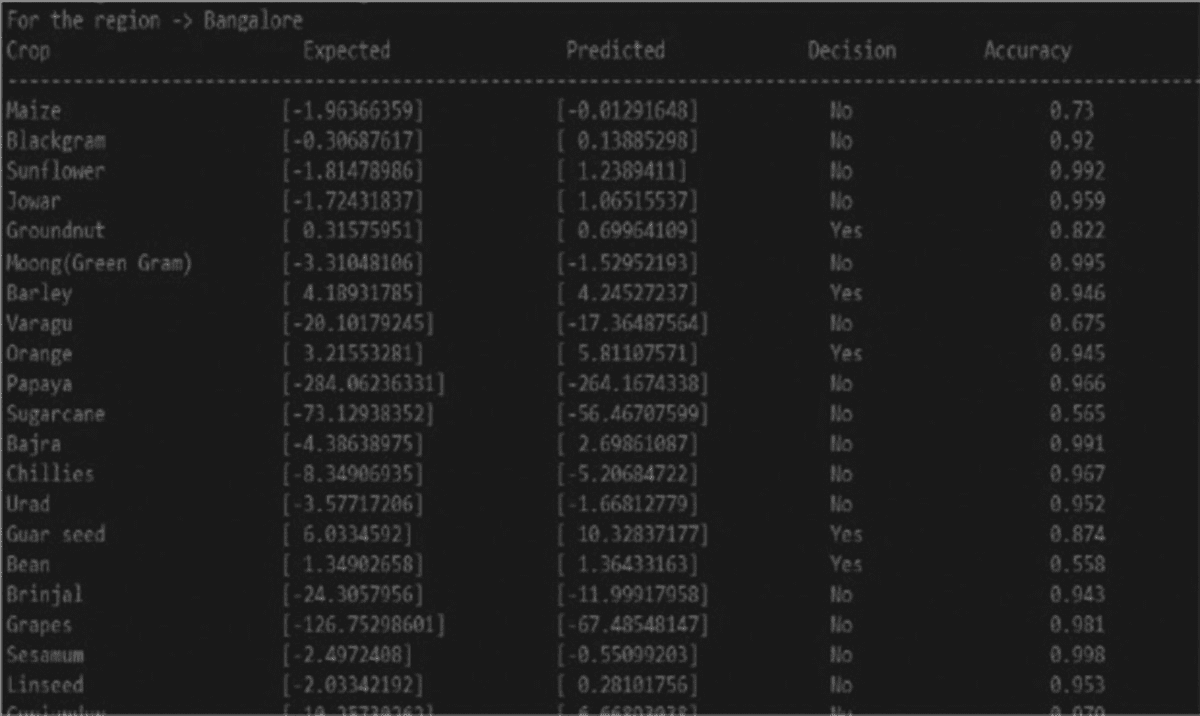 For the region -> Bangalore
Crop Expected Predicted Decision Accuracy
--------------------------------------------------------------------------------
Maize [-1.96366359] [-0.01291648] No 0.73
Blackgram [-0.30687617] [ 0.13885298] No 0.92
Sunflower [-1.81478986] [ 1.2389411] No 0.992
Jowar [-1.72431837] [ 1.06515537] No 0.959
Groundnut [ 0.31575951] [ 0.69964109] Yes 0.822
Moong(Green Gram) [-3.31048106] [-1.52952193] No 0.995
Barley [ 4.18931785] [ 4.24527237] Yes 0.946
Varagu [-20.10179245] [-17.36487564] No 0.675
Orange [ 3.21553281] [ 5.81107571] Yes 0.945
Papaya [-284.06236331] [-264.1674338] No 0.966
Sugarcane [-73.12938352] [-56.46707599] No 0.565
Bajra [-4.38638975] [ 2.69861087] No 0.991
Chillies [-8.34906935] [-5.20684722] No 0.967
Urad [-3.57717206] [-1.66812779] No 0.952
Guar seed [ 6.0334592] [ 10.32837177] Yes 0.874
Bean [ 1.34902658] [ 1.36433163] Yes 0.558
Brinjal [-24.3057956] [-11.99917958] No 0.943
Grapes [-126.75298601] [-67.48548147] No 0.981
Sesamum [-2.4972408] [-0.55099203] No 0.998
Linseed [-2.03342192] [ 0.28101756] No 0.953